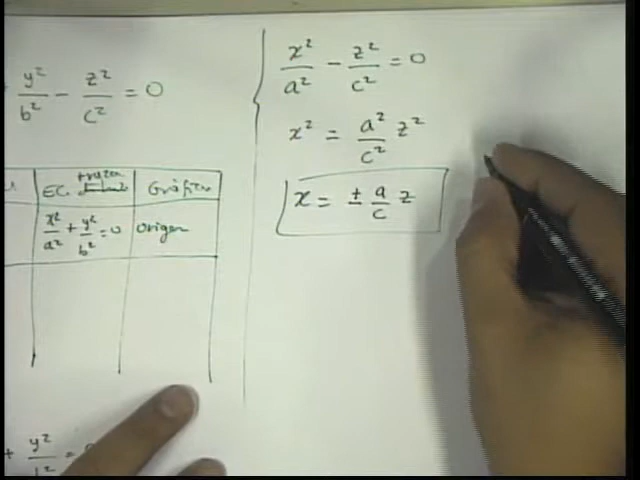 y²/b² − z²/c² = 0
EC. Gráfica
x²/a² + y²/b² = 0 origen
+ y²/b² =
x²/a² − z²/c² = 0
x² = a²/c² z²
x = ± a/c z